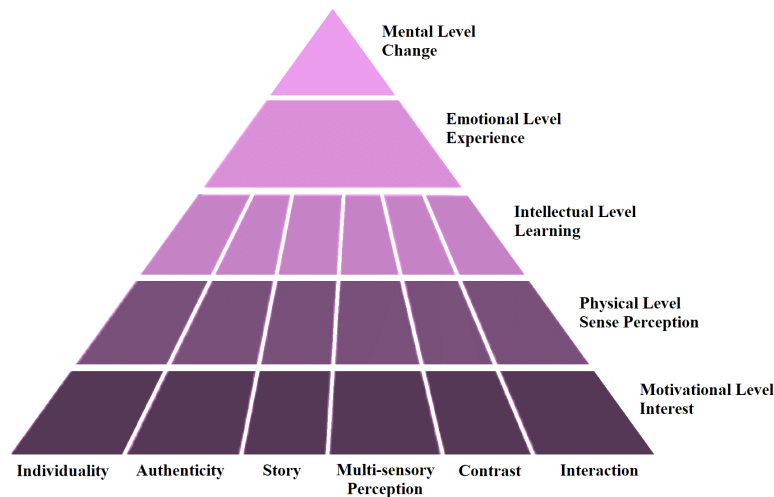 Mental Level
Change
Emotional Level
Experience
Intellectual Level
Learning
Physical Level
Sense Perception
Motivational Level
Interest
Individuality
Authenticity
Story
Multi-sensory
Perception
Contrast
Interaction